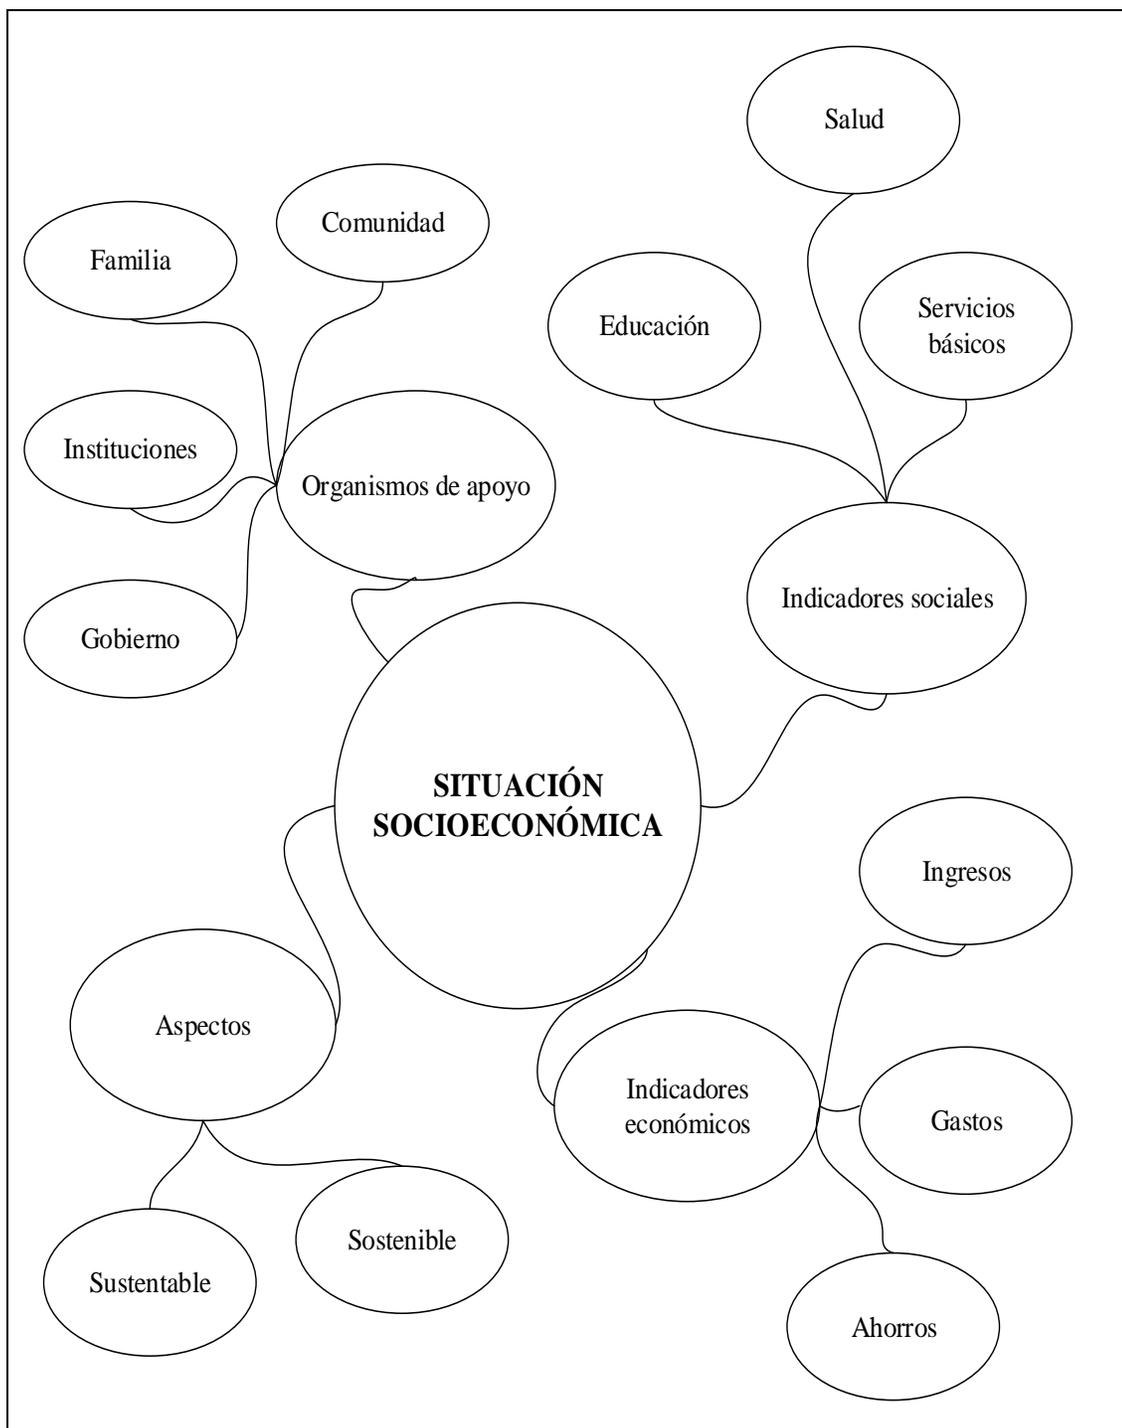 Salud
Comunidad
Familia
Educación
Servicios
básicos
Instituciones
Organismos de apoyo
Indicadores sociales
Gobierno
SITUACIÓN
SOCIOECONÓMICA
Ingresos
Aspectos
Indicadores
económicos
Gastos
Sostenible
Sustentable
Ahorros